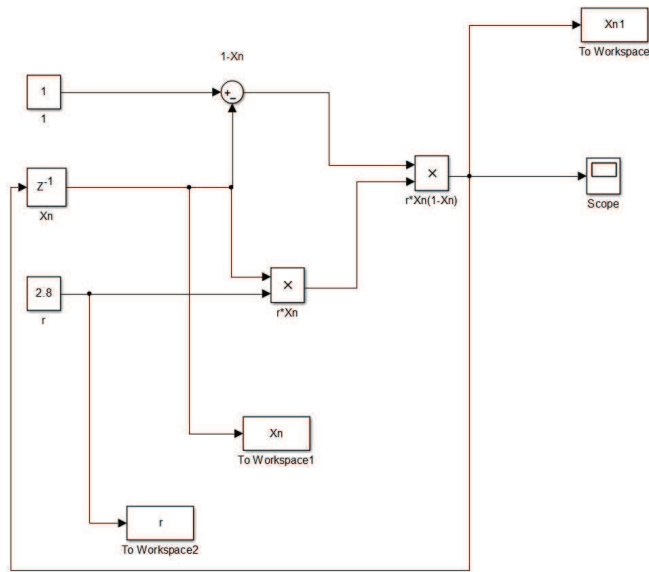 Xn1
To Workspace
1-Xn
1
+
-
1
Z-1
Xn
×
r*Xn(1-Xn)
Scope
2.8
r
×
r*Xn
Xn
To Workspace1
r
To Workspace2